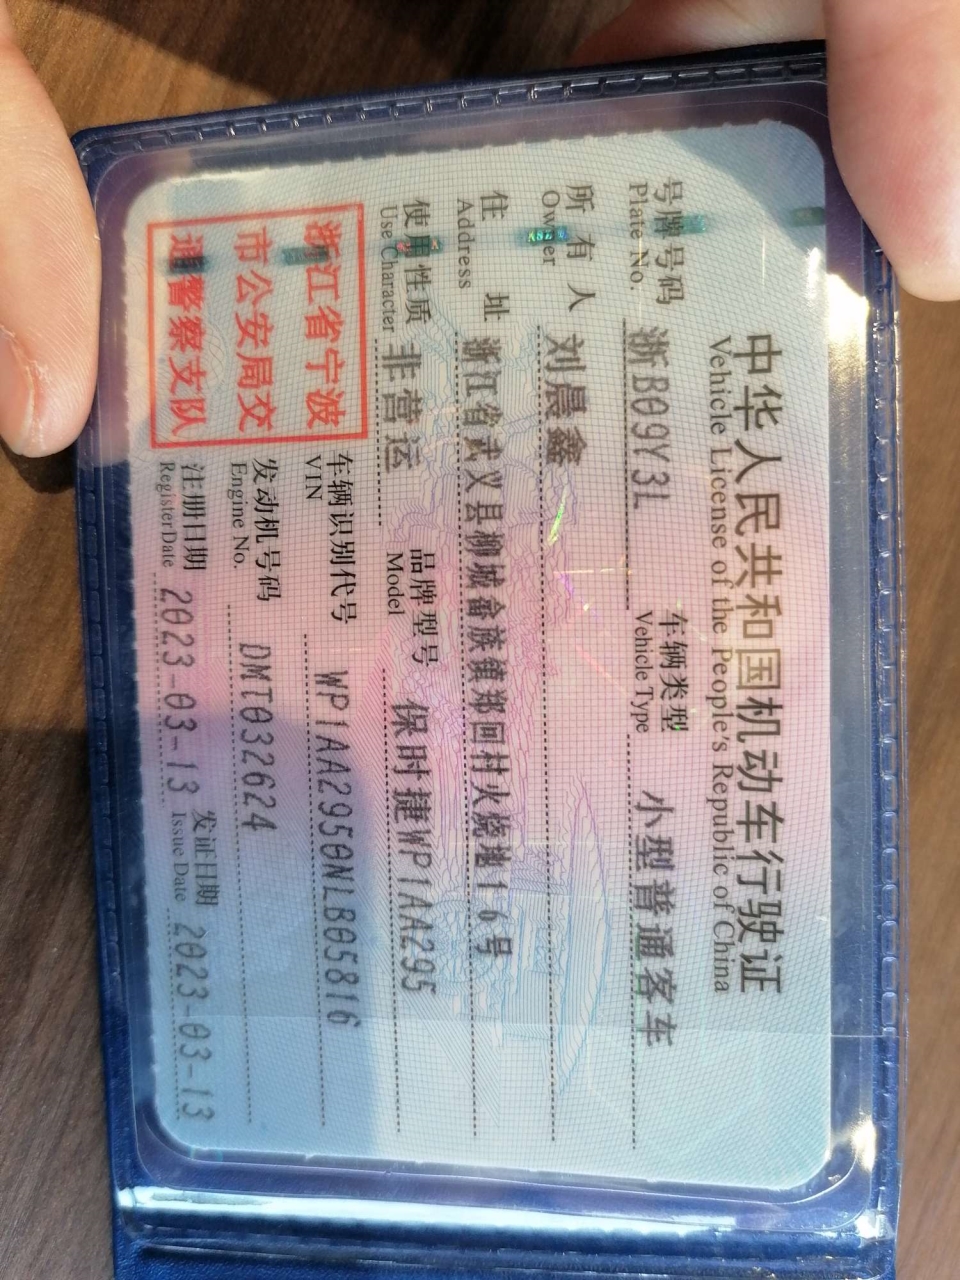 中华人民共和国机动车行驶证
Vehicle License of the People's Republic of China
号牌号码 浙B09Y3L 车辆类型 小型普通客车
Plate No. Vehicle Type
所有人 刘晨鑫
Owner
住址 浙江省武义县柳城畲族镇郑回村火烧地16号
Address
使用性质 非营运 品牌型号 保时捷WP1AA295
Use Character Model
浙江省宁波
市公安局交
通警察支队
车辆识别代号 WP1AA2950NLB05816
VIN
发动机号码 DMT032624
Engine No.
注册日期 2023-03-13 发证日期 2023-03-13
Register Date Issue Date